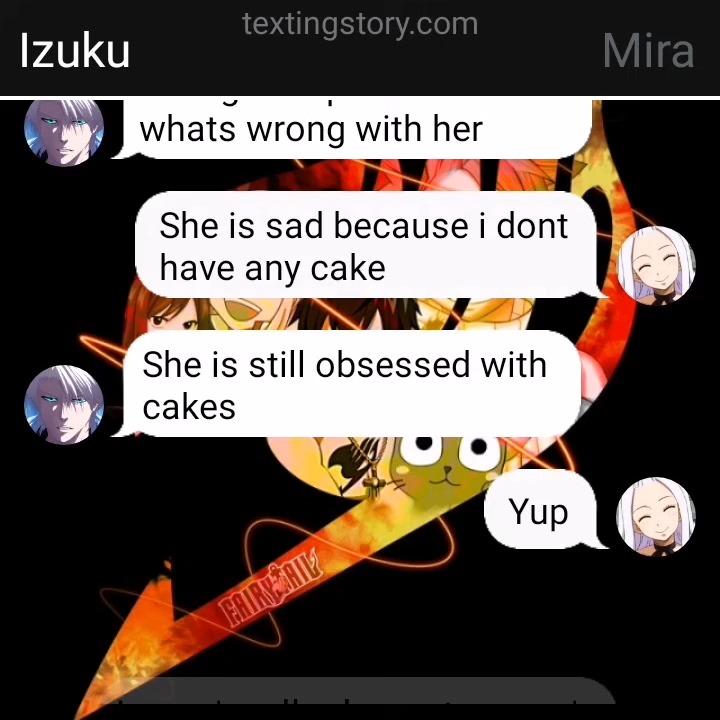 textingstory.com
Izuku
Mira
whats wrong with her
She is sad because i dont
have any cake
She is still obsessed with
cakes
Yup
FAIRY TAIL